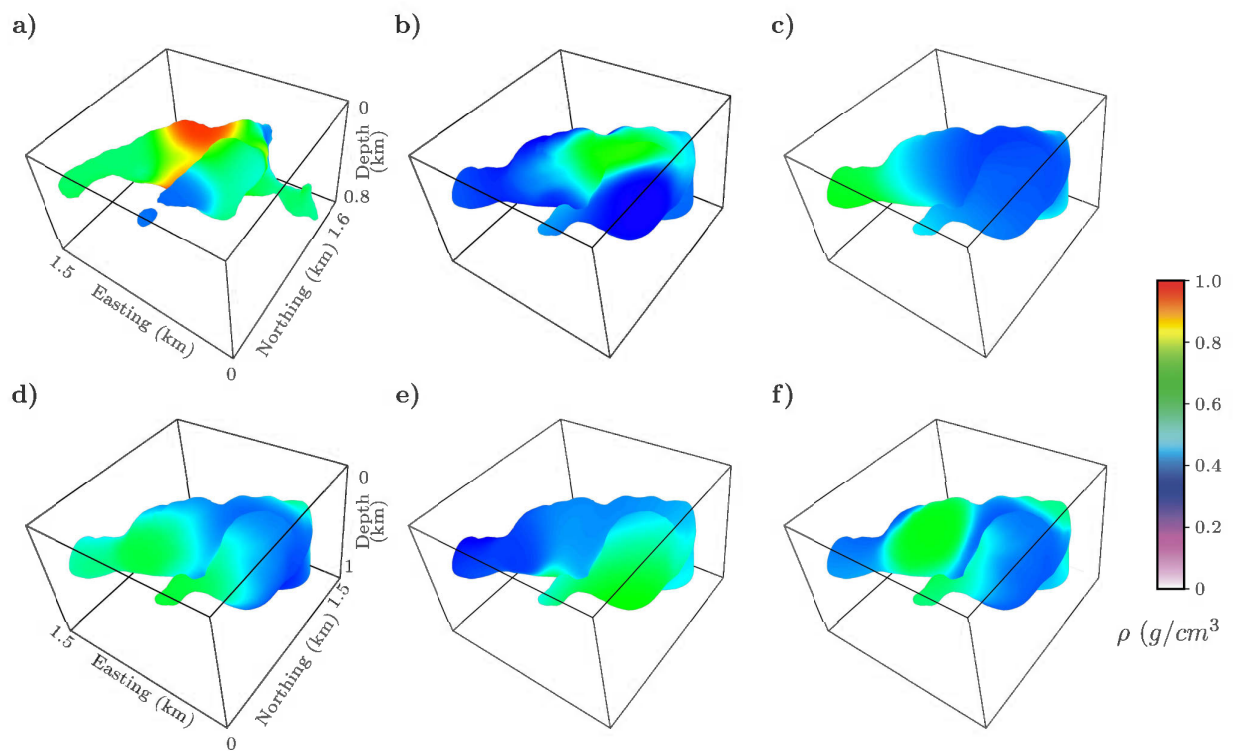 a)
b)
c)
0
Depth
(km)
0.8
1.6
Northing (km)
1.5
Easting (km)
0
1.0
0.8
0.6
0.4
0.2
0
ρ (g/cm³
d)
e)
f)
0
Depth
(km)
1
1.5
Northing (km)
1.5
Easting (km)
0